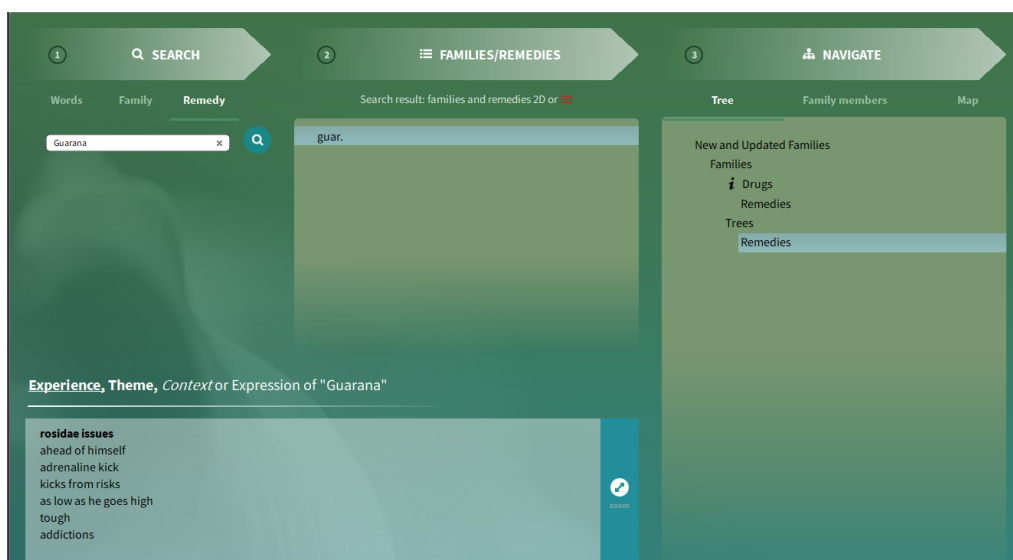 1
SEARCH
2
FAMILIES/REMEDIES
3
NAVIGATE
Words Family Remedy
Search result: families and remedies 2D or 3D
Tree Family members Map
Guarana ×
guar.
New and Updated Families
Families
i Drugs
Remedies
Trees
Remedies
Experience, Theme, Context or Expression of "Guarana"
rosidae issues
ahead of himself
adrenaline kick
kicks from risks
as low as he goes high
tough
addictions
zoom